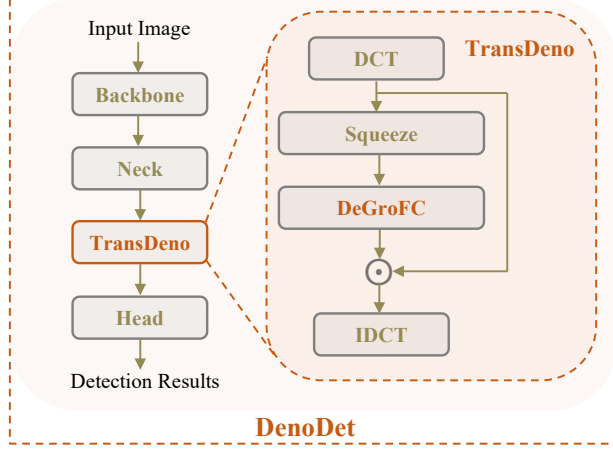 Input Image
Backbone
Neck
TransDeno
Head
Detection Results
TransDeno
DCT
Squeeze
DeGroFC
IDCT
DenoDet